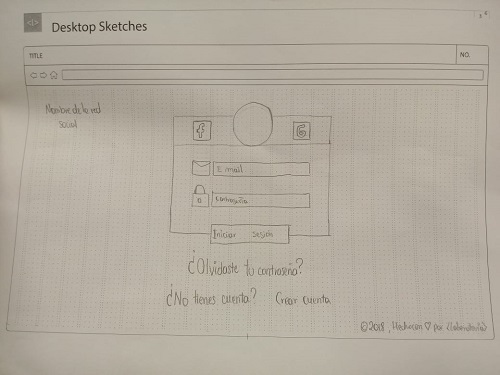 </>
Desktop Sketches
TITLE
NO.
Nombre de la red
social
f
G
E-mail
contraseña
Iniciar sesión
¿Olvidaste tu contraseña?
¿No tienes cuenta? Crear cuenta
©2018, Hecho con ♡ por